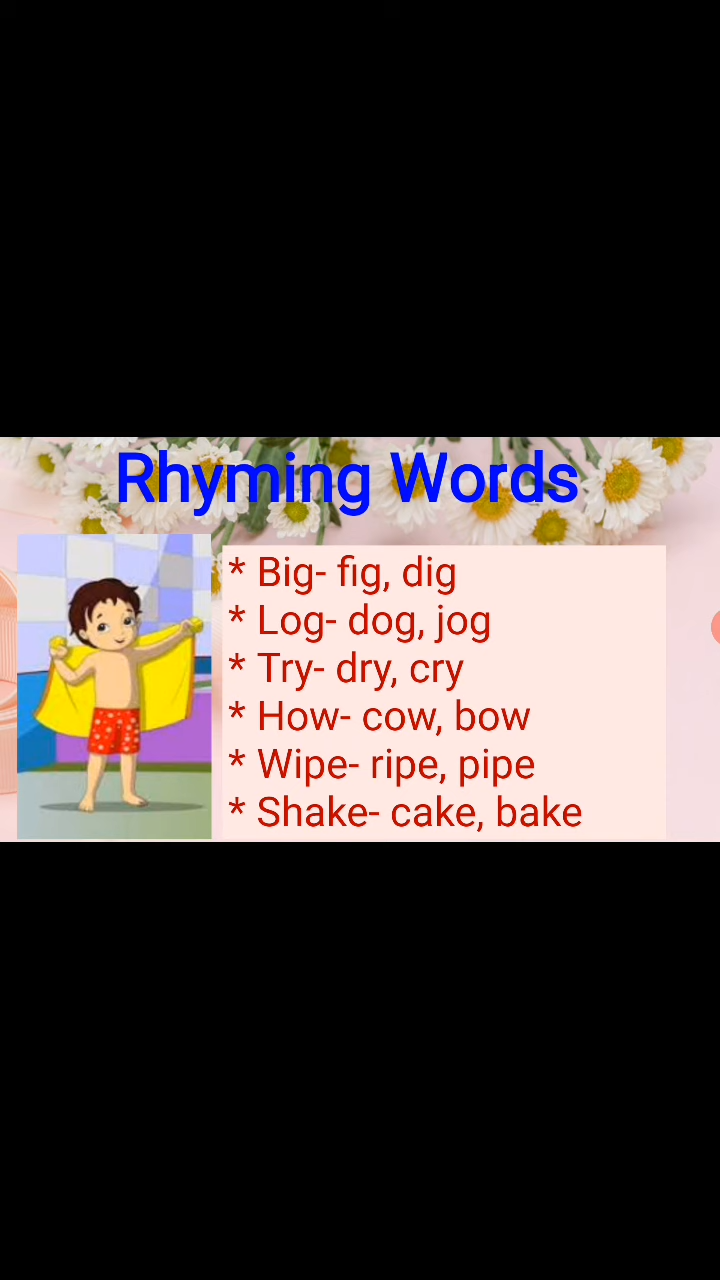 Rhyming Words
* Big- fig, dig
* Log- dog, jog
* Try- dry, cry
* How- cow, bow
* Wipe- ripe, pipe
* Shake- cake, bake